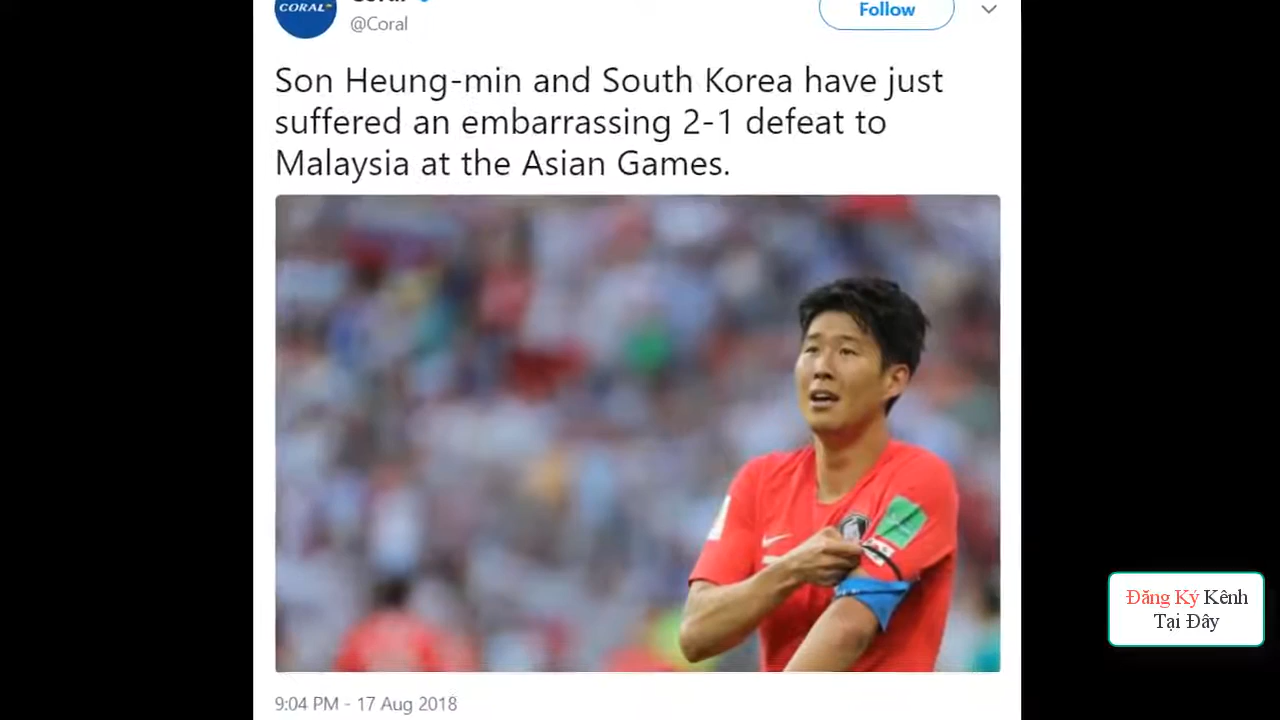 CORAL
@Coral
Follow
Son Heung-min and South Korea have just
suffered an embarrassing 2-1 defeat to
Malaysia at the Asian Games.
9:04 PM - 17 Aug 2018
Đăng Ký Kênh
Tại Đây